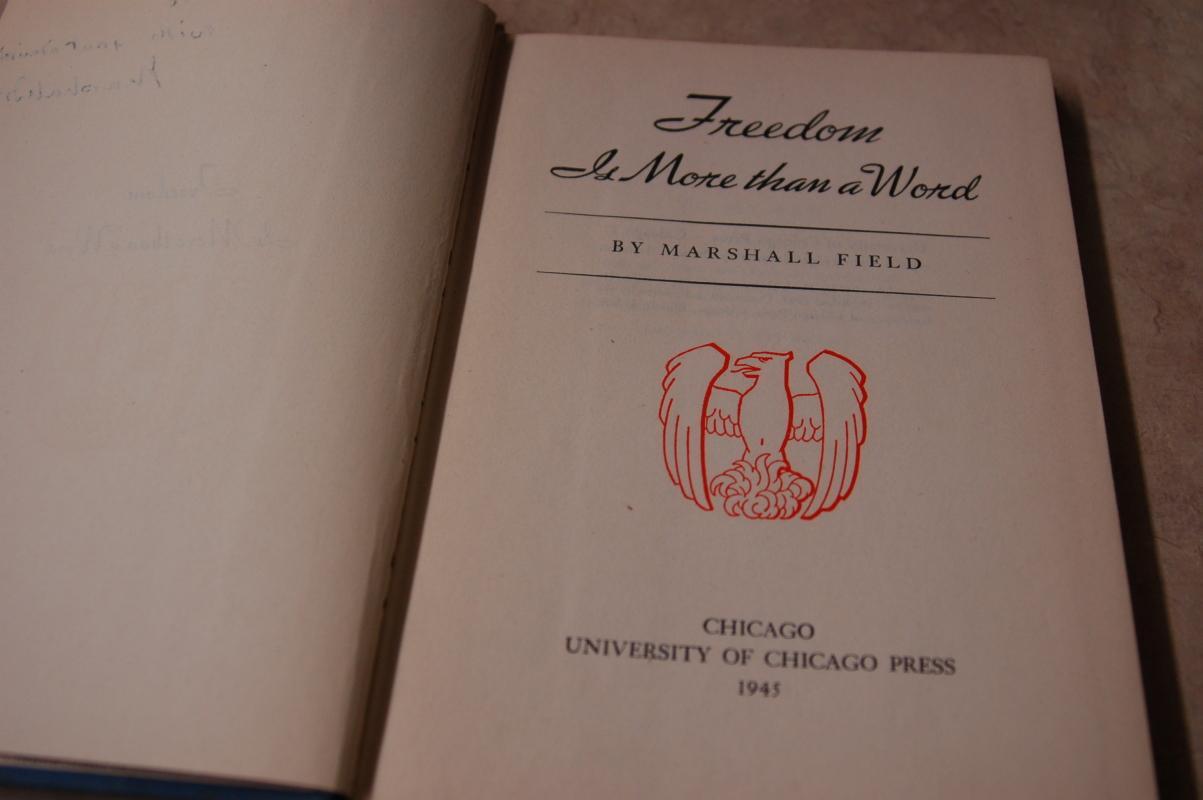 Freedom
Is More than a Word
BY MARSHALL FIELD
CHICAGO
UNIVERSITY OF CHICAGO PRESS
1945